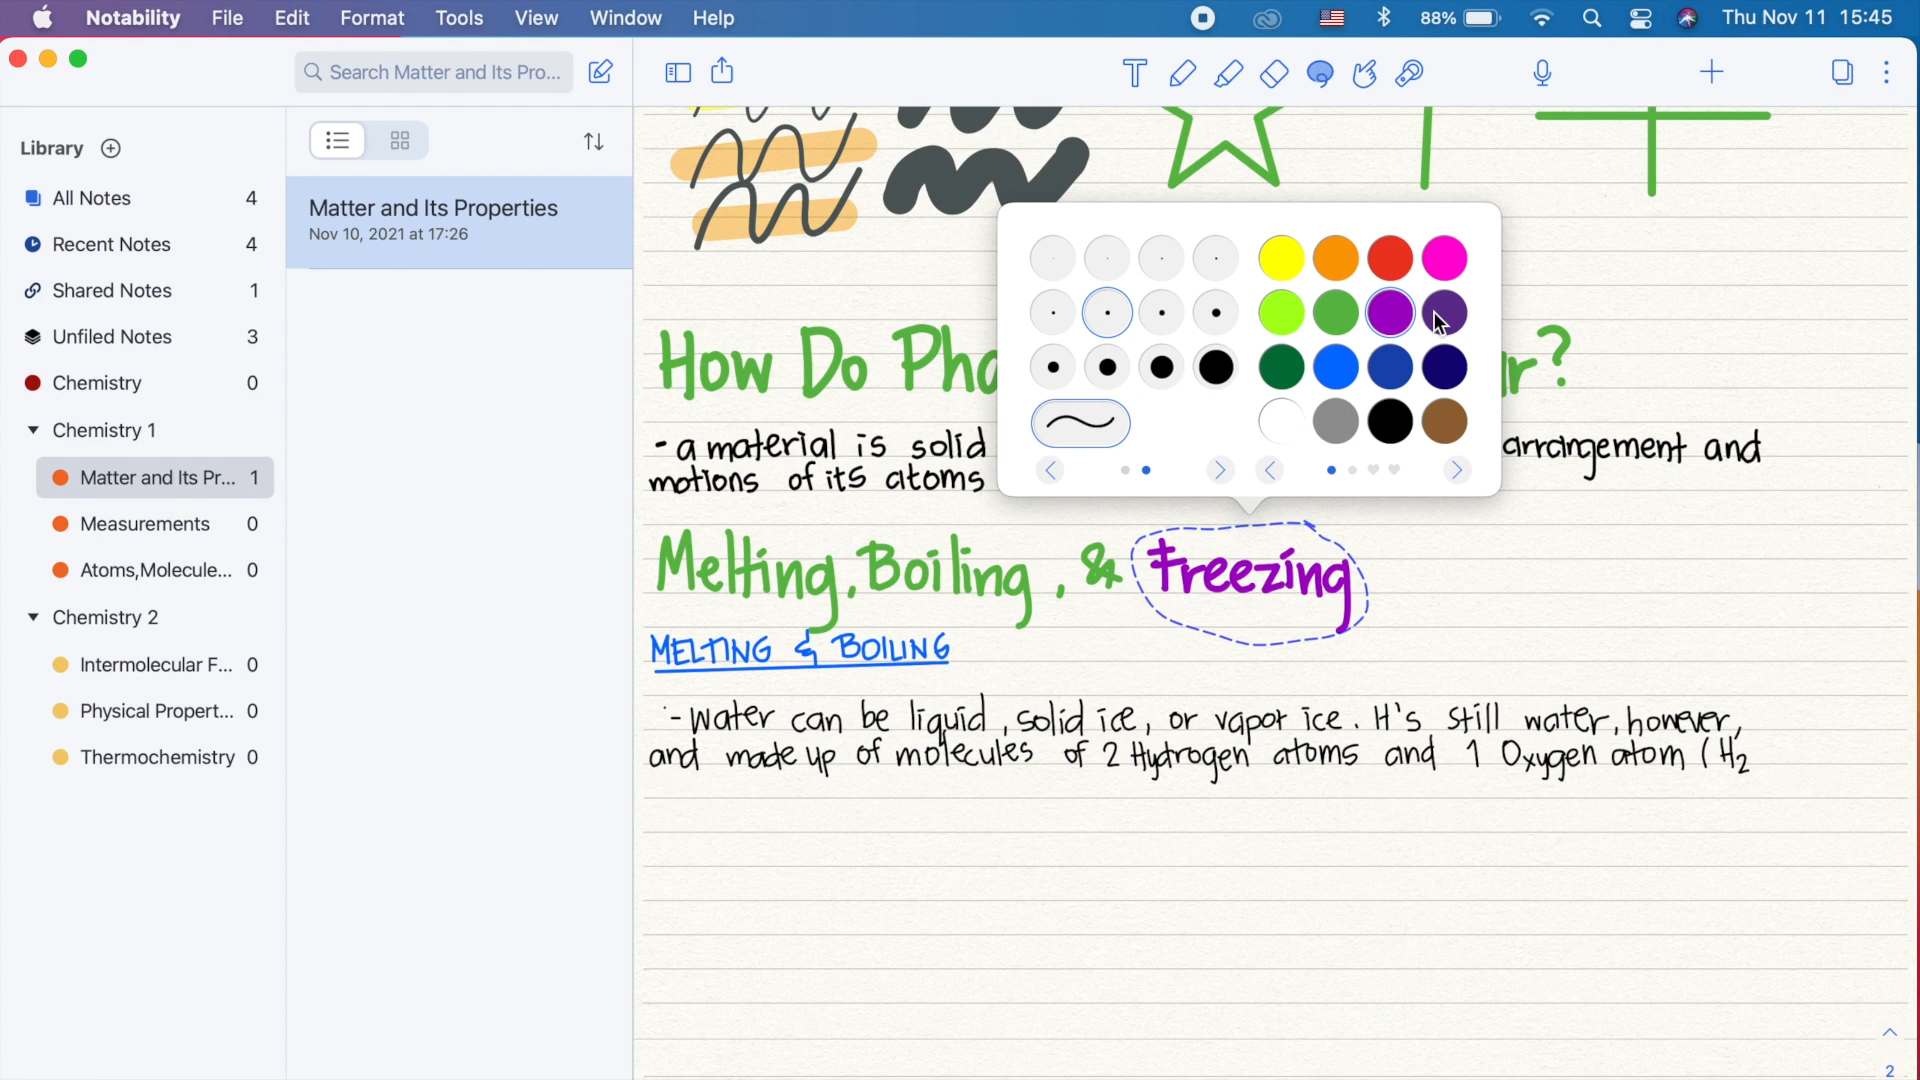 Notability File Edit Format Tools View Window Help 88% Thu Nov 11 15:45
Search Matter and Its Pro...
Library
All Notes 4
Recent Notes 4
Shared Notes 1
Unfiled Notes 3
Chemistry 0
Chemistry 1
Matter and Its Pr... 1
Measurements 0
Atoms,Molecule... 0
Chemistry 2
Intermolecular F... 0
Physical Propert... 0
Thermochemistry 0
Matter and Its Properties
Nov 10, 2021 at 17:26
How Do Pha r?
- a material is solid arrangement and
motions of its atoms
Melting, Boiling, & Freezing
MELTING & BOILING
- Water can be liquid, solid ice, or vapor ice. It's still water, however,
and made up of molecules of 2 Hydrogen atoms and 1 Oxygen atom (H2
2